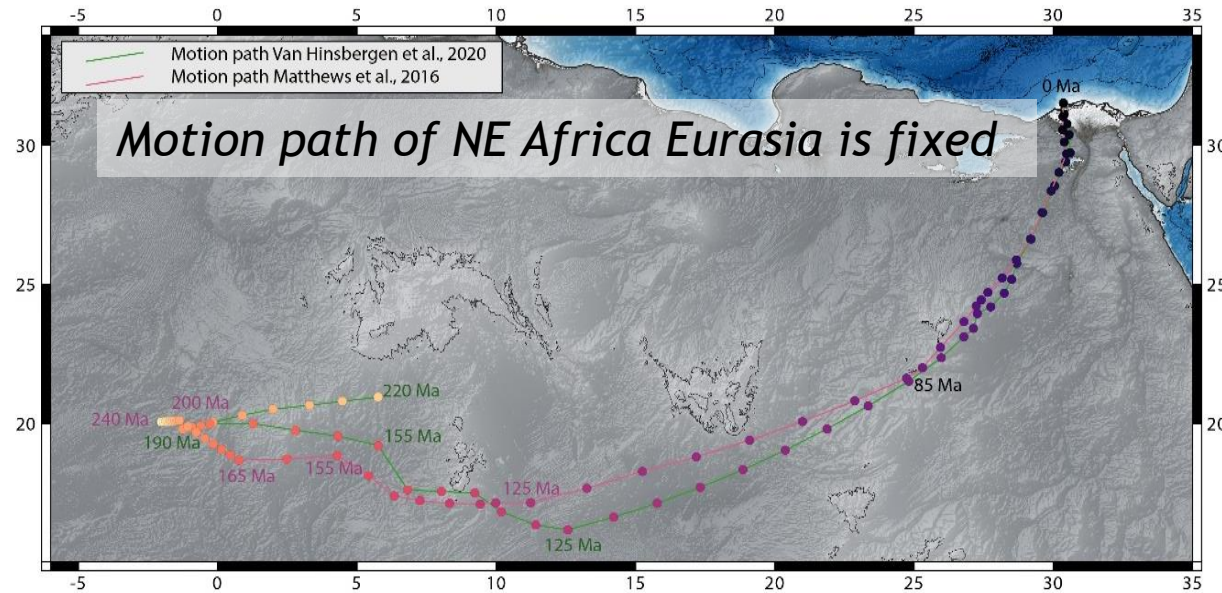 -5 0 5 10 15 20 25 30 35
Motion path Van Hinsbergen et al., 2020
Motion path Matthews et al., 2016
0 Ma
Motion path of NE Africa Eurasia is fixed
30 30
25 25
85 Ma
220 Ma
200 Ma
240 Ma
20 20
190 Ma
155 Ma
165 Ma
155 Ma
125 Ma
125 Ma
-5 0 5 10 15 20 25 30 35